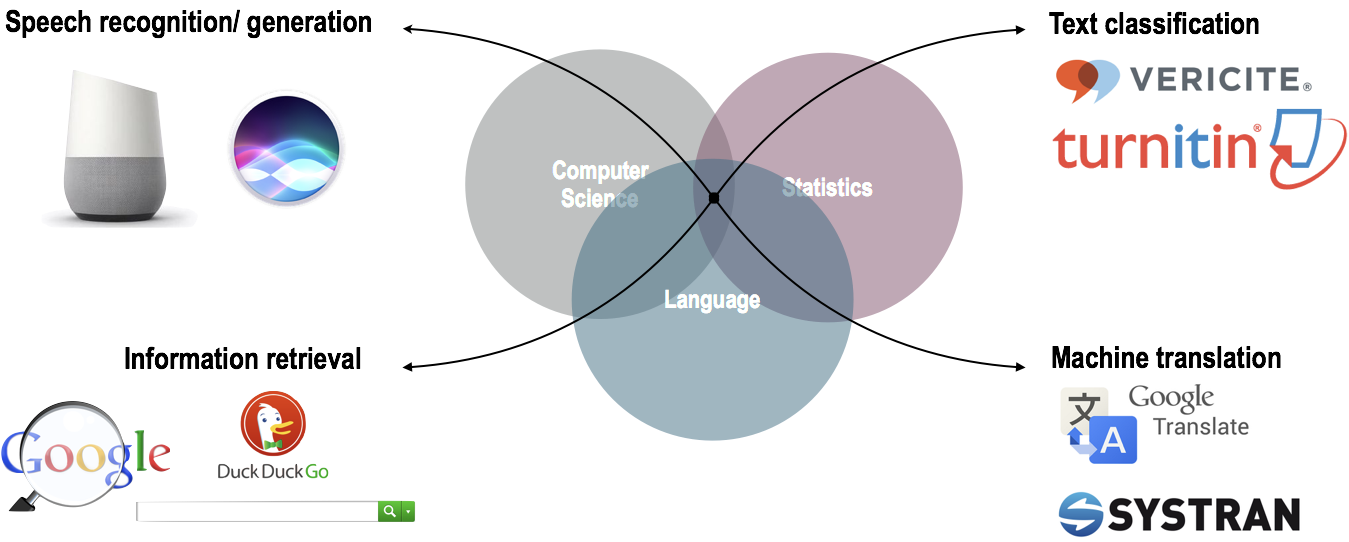 Speech recognition/ generation
Text classification
VERICITE®
turnitin®
Computer
Science
Statistics
Language
Information retrieval
Google
DuckDuckGo
Machine translation
文
A
Google
Translate
SYSTRAN